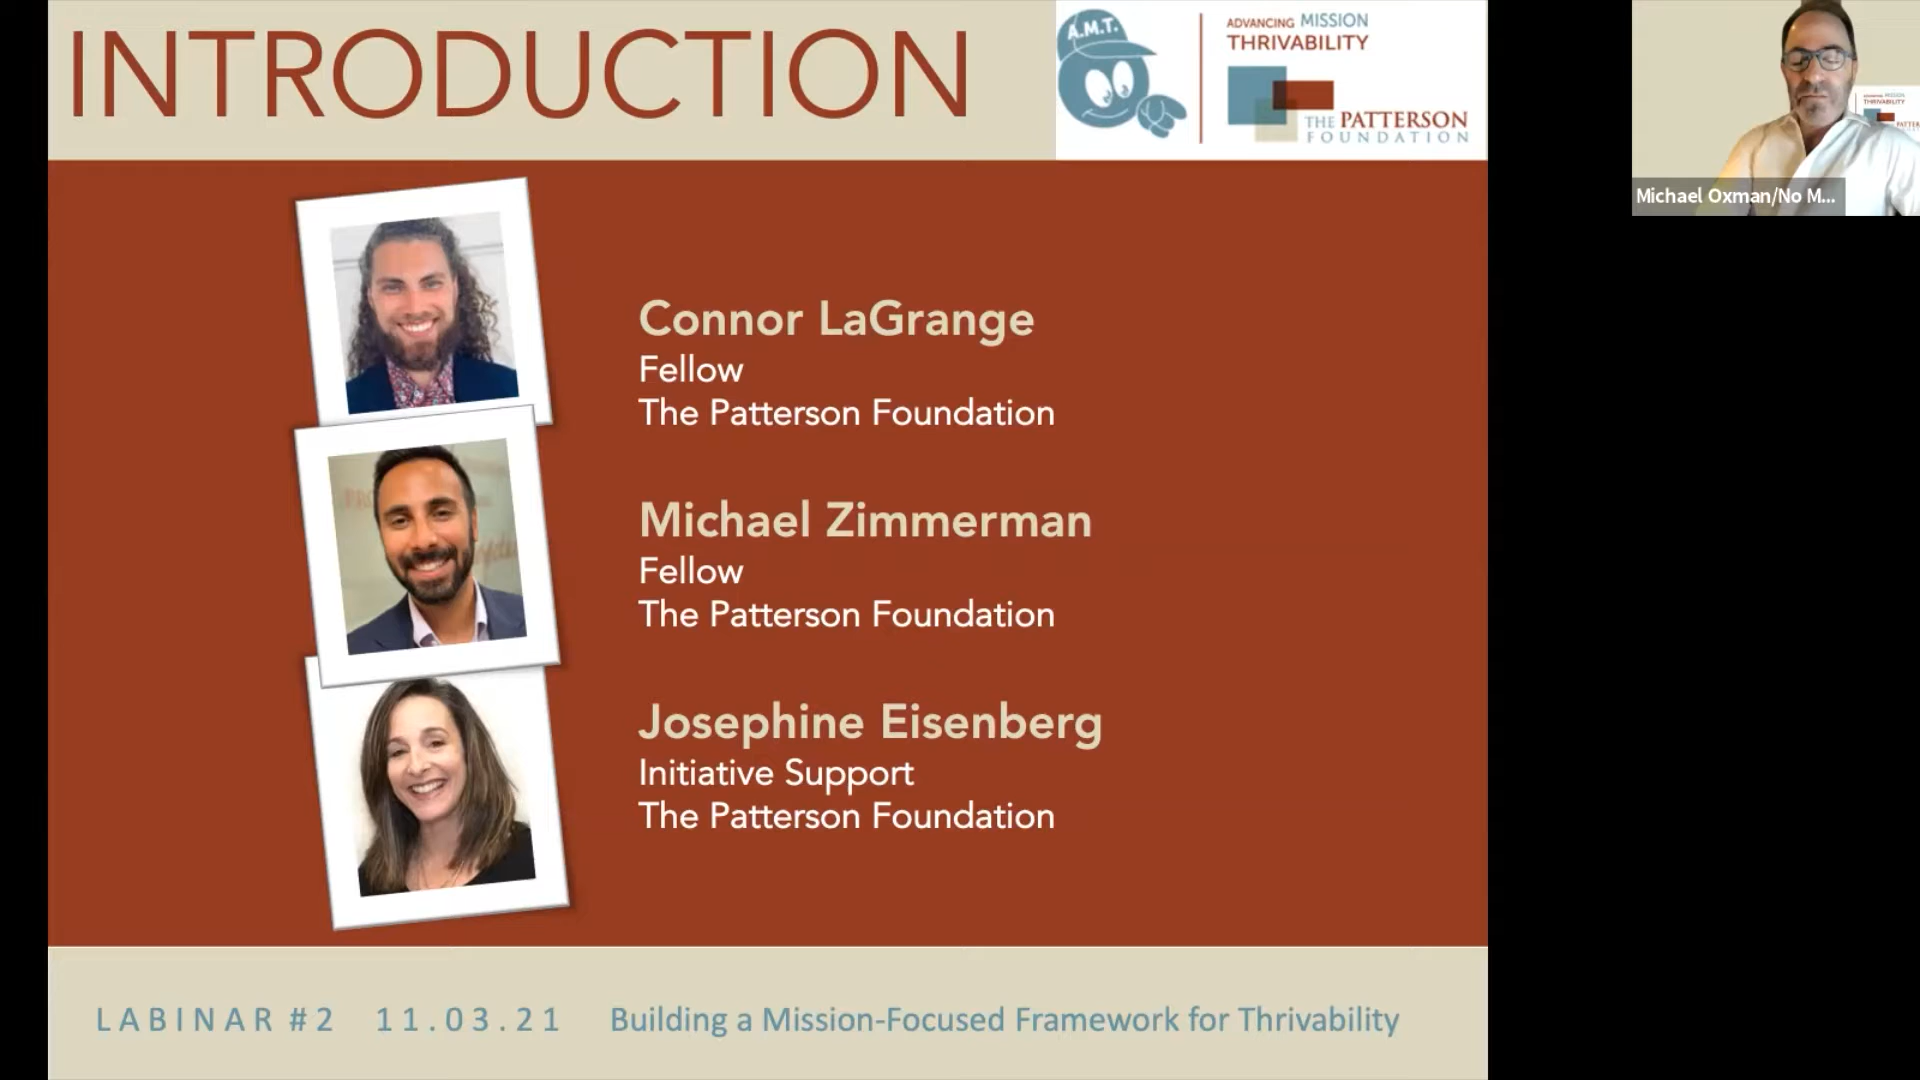 INTRODUCTION
A.M.T.
ADVANCING MISSION
THRIVABILITY
THE PATTERSON
FOUNDATION
Michael Oxman/No M...
Connor LaGrange
Fellow
The Patterson Foundation
Michael Zimmerman
Fellow
The Patterson Foundation
Josephine Eisenberg
Initiative Support
The Patterson Foundation
LABINAR #2 11.03.21 Building a Mission-Focused Framework for Thrivability